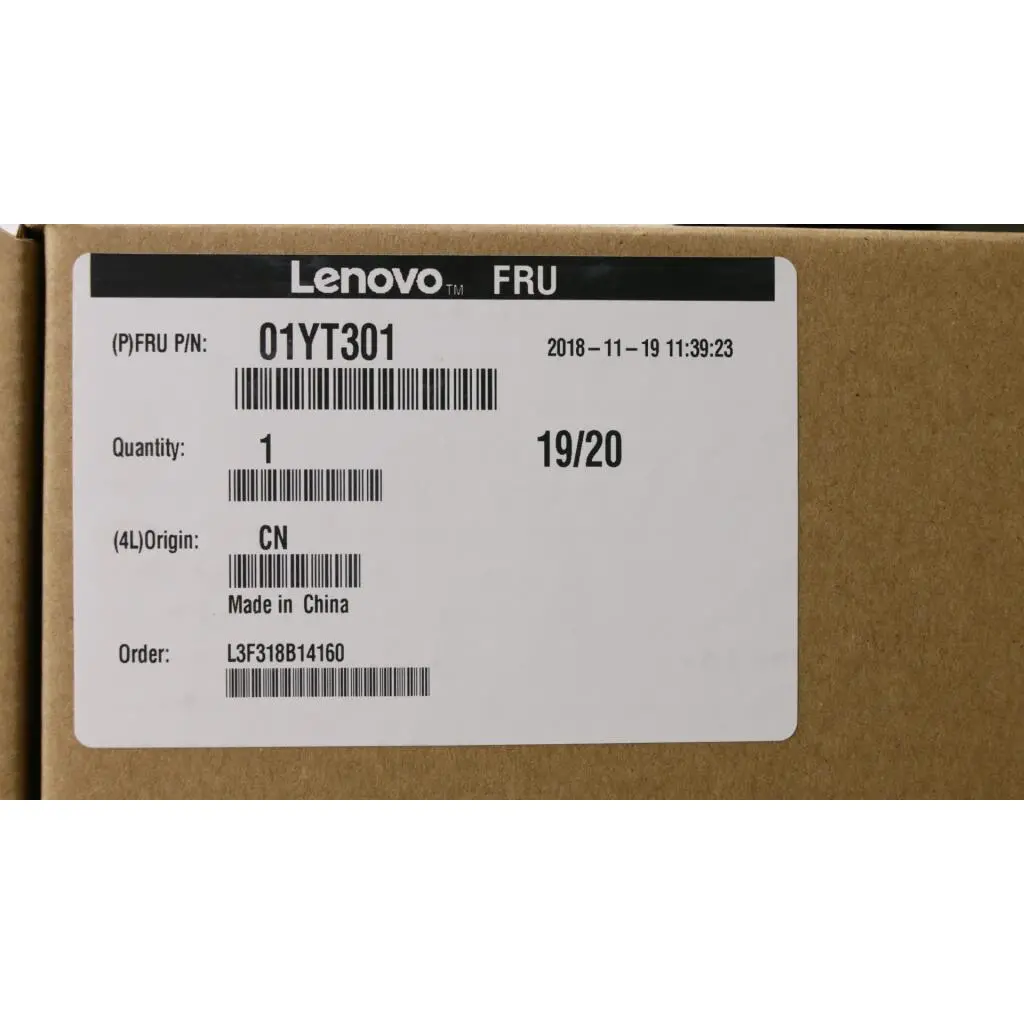 Lenovo™ FRU
(P)FRU P/N: 01YT301 2018-11-19 11:39:23
Quantity: 1 19/20
(4L)Origin: CN
Made in China
Order: L3F318B14160